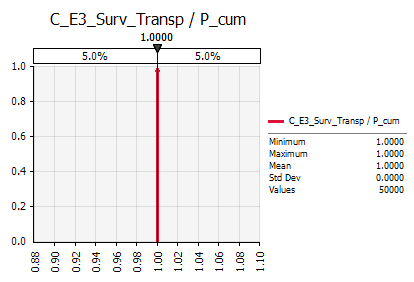 C_E3_Surv_Transp / P_cum
1.0000
5.0% 5.0%
1.0
0.8
0.6
0.4
0.2
0.0
0.88 0.90 0.92 0.94 0.96 0.98 1.00 1.02 1.04 1.06 1.08 1.10
C_E3_Surv_Transp / P_cum
Minimum 1.0000
Maximum 1.0000
Mean 1.0000
Std Dev 0.0000
Values 50000